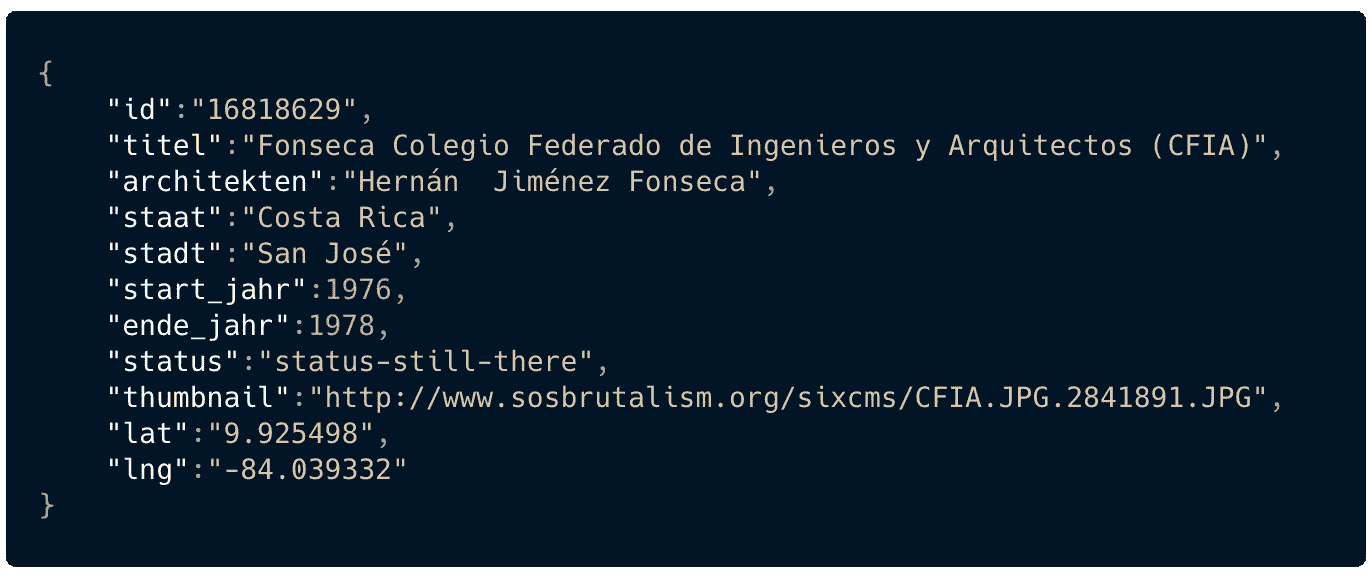 {
"id":"16818629",
"titel":"Fonseca Colegio Federado de Ingenieros y Arquitectos (CFIA)",
"architekten":"Hernán  Jiménez Fonseca",
"staat":"Costa Rica",
"stadt":"San José",
"start_jahr":1976,
"ende_jahr":1978,
"status":"status-still-there",
"thumbnail":"http://www.sosbrutalism.org/sixcms/CFIA.JPG.2841891.JPG",
"lat":"9.925498",
"lng":"-84.039332"
}